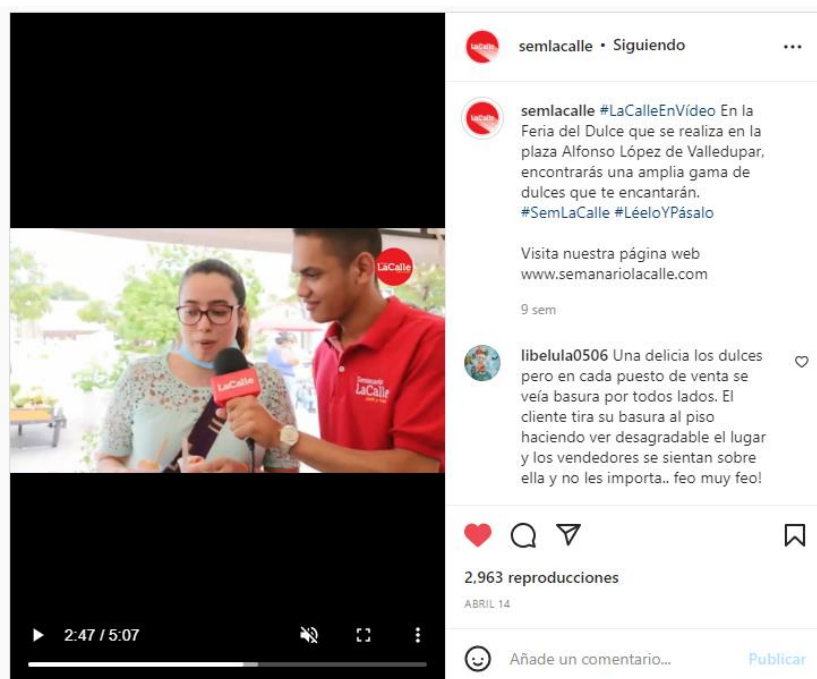 semlacalle • Siguiendo
semlacalle #LaCalleEnVídeo En la
Feria del Dulce que se realiza en la
plaza Alfonso López de Valledupar,
encontrarás una amplia gama de
dulces que te encantarán.
#SemLaCalle #LéeloYPásalo
Visita nuestra página web
www.semanariolacalle.com
9 sem
libelula0506 Una delicia los dulces
pero en cada puesto de venta se
veía basura por todos lados. El
cliente tira su basura al piso
haciendo ver desagradable el lugar
y los vendedores se sientan sobre
ella y no les importa.. feo muy feo!
2,963 reproducciones
ABRIL 14
Añade un comentario...
Publicar
LaCalle
LaCalle
Semanario
LaCalle
2:47 / 5:07